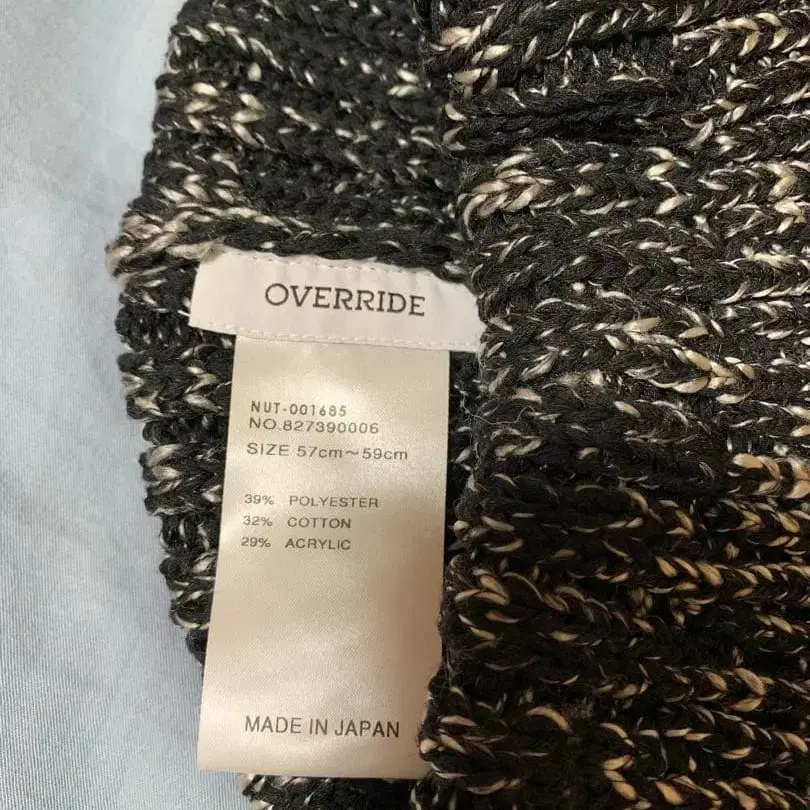 OVERRIDE
NUT-001685
NO.827390006
SIZE 57cm～59cm
39% POLYESTER
32% COTTON
29% ACRYLIC
MADE IN JAPAN